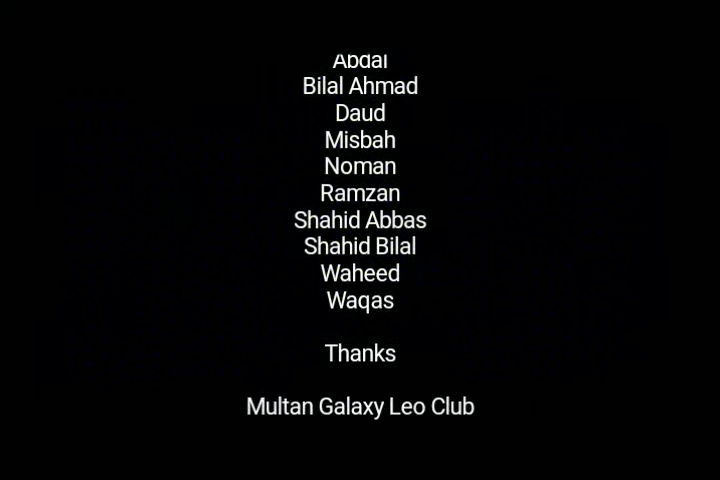 Abdal
Bilal Ahmad
Daud
Misbah
Noman
Ramzan
Shahid Abbas
Shahid Bilal
Waheed
Waqas
Thanks
Multan Galaxy Leo Club